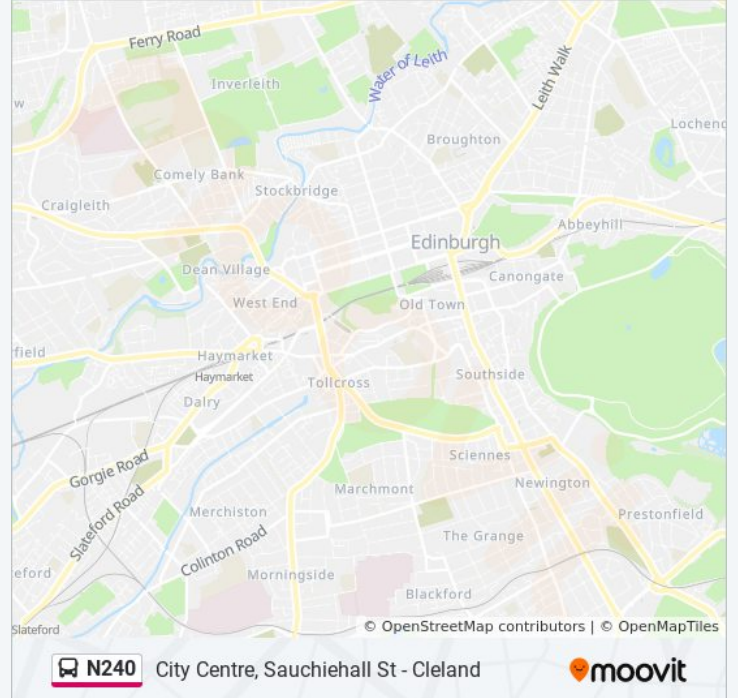 Ferry Road
Inverleith
Water of Leith
Leith Walk
w
Broughton
Lochend
Comely Bank
Stockbridge
Craigleith
Abbeyhill
Edinburgh
Dean Village
Canongate
West End
Old Town
field
Haymarket
Haymarket
Tollcross
Southside
Dalry
Sciennes
Gorgie Road
Marchmont
Newington
Slateford Road
Merchiston
Prestonfield
Colinton Road
The Grange
eford
Morningside
Blackford
Slateford
© OpenStreetMap contributors | © OpenMapTiles
N240 City Centre, Sauchiehall St - Cleland
moovit